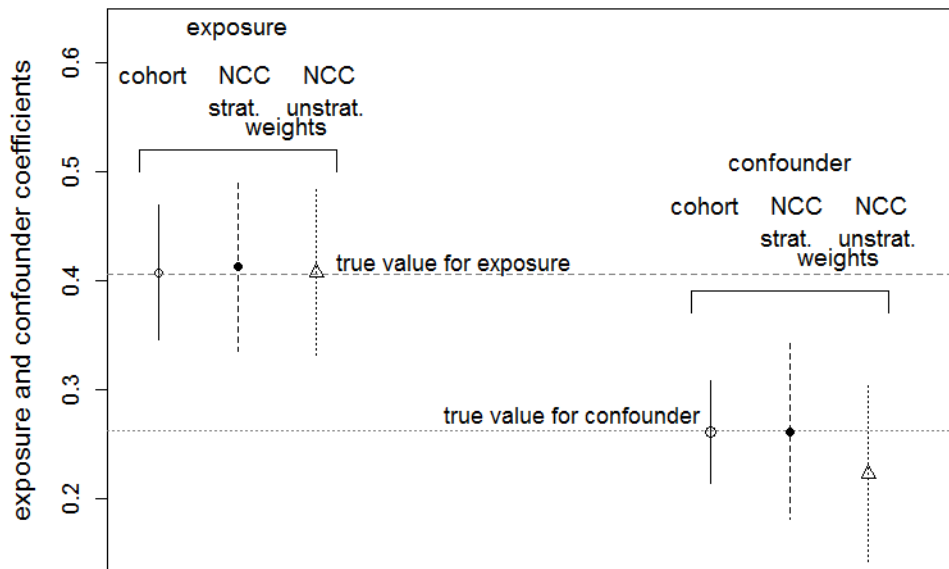 exposure
cohort NCC NCC
strat. unstrat.
weights
confounder
cohort NCC NCC
strat. unstrat.
weights
true value for exposure
true value for confounder
exposure and confounder coefficients
0.6
0.5
0.4
0.3
0.2